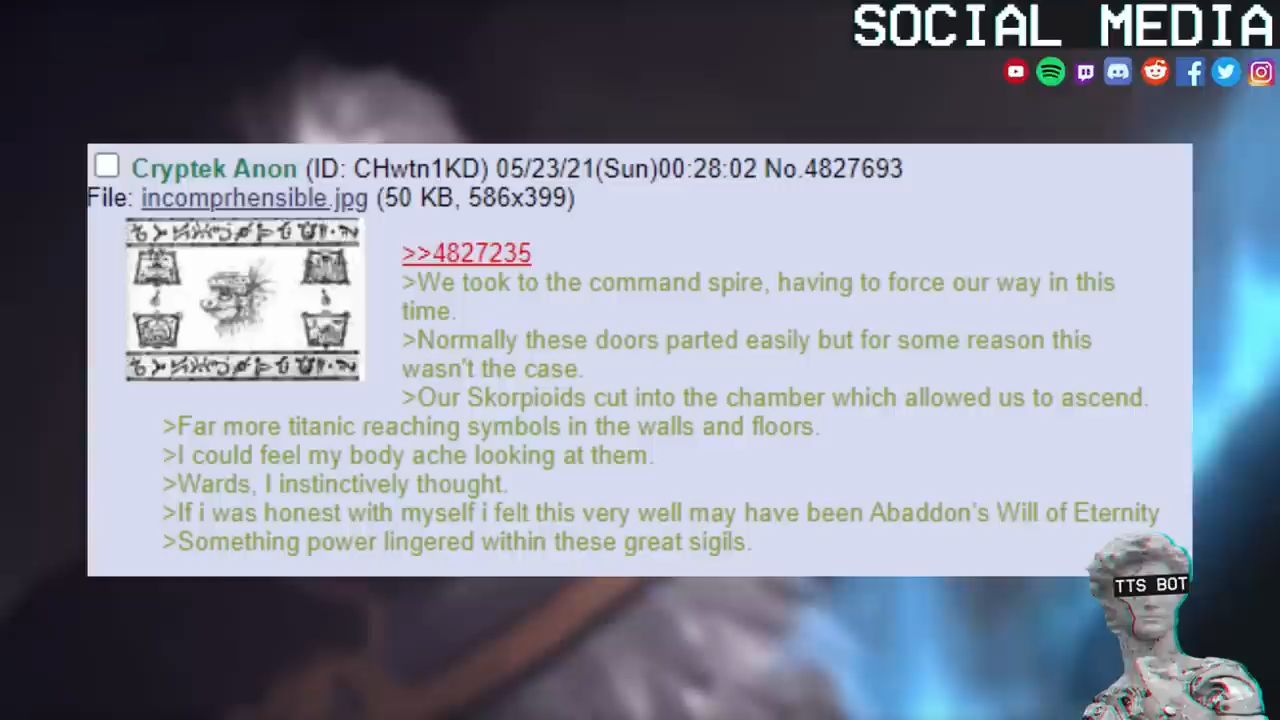 SOCIAL MEDIA
Cryptek Anon (ID: CHwtn1KD) 05/23/21(Sun)00:28:02 No.4827693
File: incomprhensible.jpg (50 KB, 586x399)
>>4827235
>We took to the command spire, having to force our way in this
time.
>Normally these doors parted easily but for some reason this
wasn't the case.
>Our Skorpioids cut into the chamber which allowed us to ascend.
>Far more titanic reaching symbols in the walls and floors.
>I could feel my body ache looking at them.
>Wards, I instinctively thought.
>If i was honest with myself i felt this very well may have been Abaddon's Will of Eternity
>Something power lingered within these great sigils.
TTS BOT